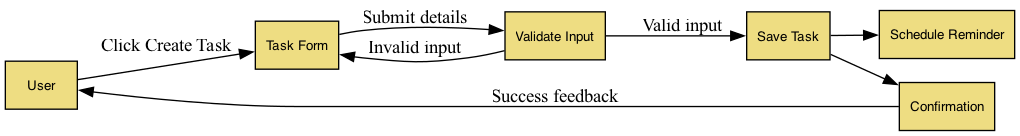 User
Click Create Task
Task Form
Submit details
Invalid input
Validate Input
Valid input
Save Task
Schedule Reminder
Confirmation
Success feedback